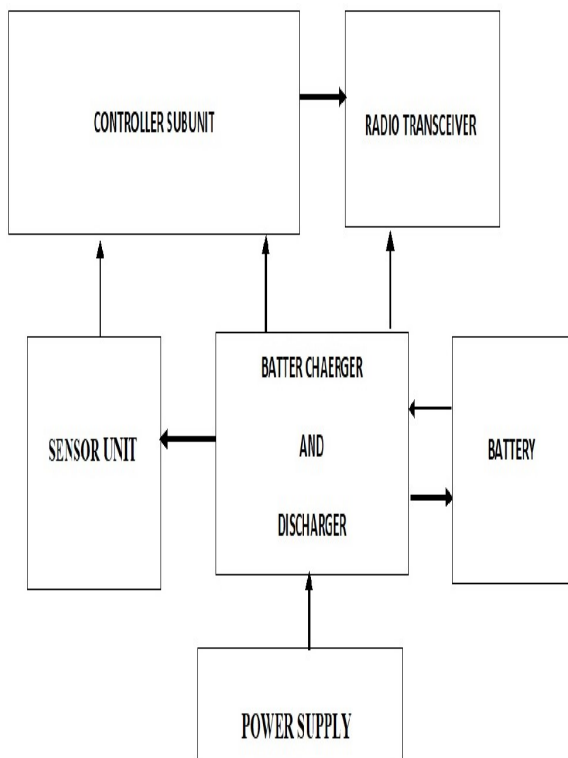 CONTROLLER SUBUNIT
RADIO TRANSCEIVER
BATTER CHAERGER
AND
DISCHARGER
SENSOR UNIT
BATTERY
POWER SUPPLY